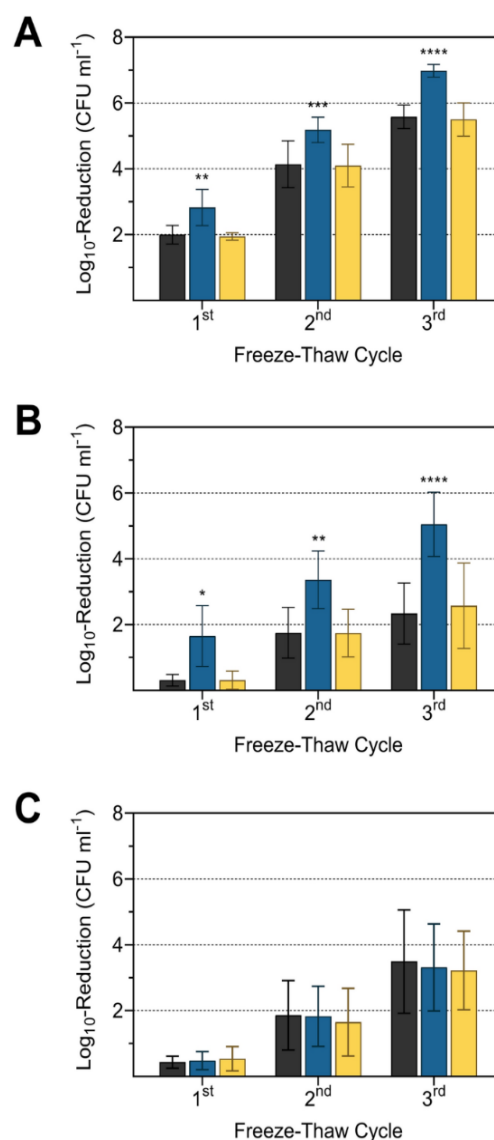 A
Log₁₀-Reduction (CFU ml⁻¹)
8
6
4
2
**
***
****
1ˢᵗ
2ⁿᵈ
3ʳᵈ
Freeze-Thaw Cycle
B
Log₁₀-Reduction (CFU ml⁻¹)
8
6
4
2
*
**
****
1ˢᵗ
2ⁿᵈ
3ʳᵈ
Freeze-Thaw Cycle
C
Log₁₀-Reduction (CFU ml⁻¹)
8
6
4
2
1ˢᵗ
2ⁿᵈ
3ʳᵈ
Freeze-Thaw Cycle